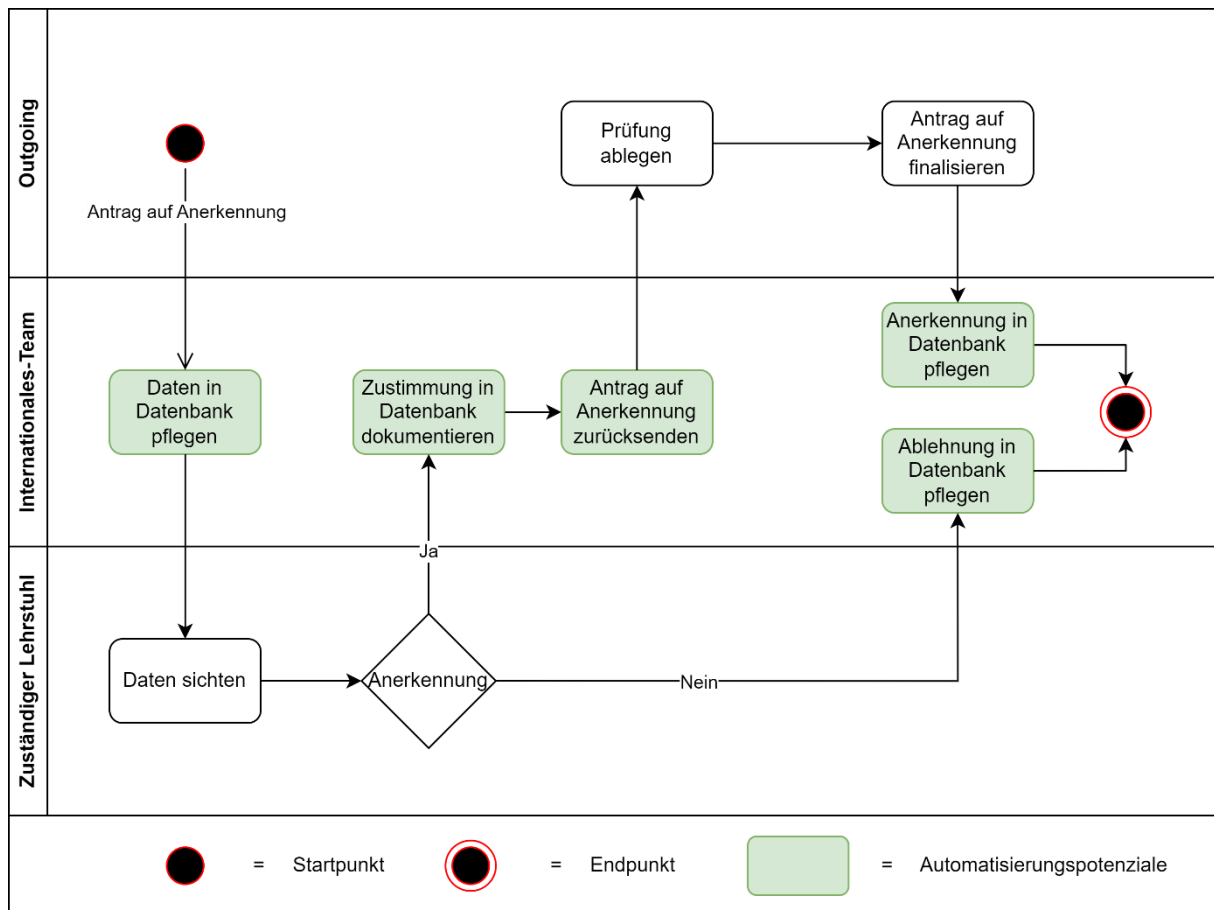 Outgoing
Prüfung
ablegen
Antrag auf
Anerkennung
finalisieren
Antrag auf Anerkennung
Internationales-Team
Daten in
Datenbank
pflegen
Zustimmung in
Datenbank
dokumentieren
Antrag auf
Anerkennung
zurücksenden
Anerkennung in
Datenbank
pflegen
Ablehnung in
Datenbank
pflegen
Zuständiger Lehrstuhl
Ja
Daten sichten
Anerkennung
Nein
= Startpunkt
= Endpunkt
= Automatisierungspotenziale